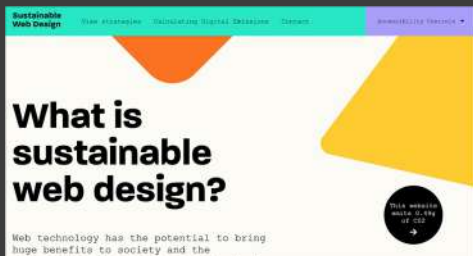 Sustainable
Web Design
View strategies
Calculating Digital Emissions
Contact
Accessibility Controls
What is
sustainable
web design?
This website
emits 0.
of CO2
Web technology has the potential to bring
huge benefits to society and the